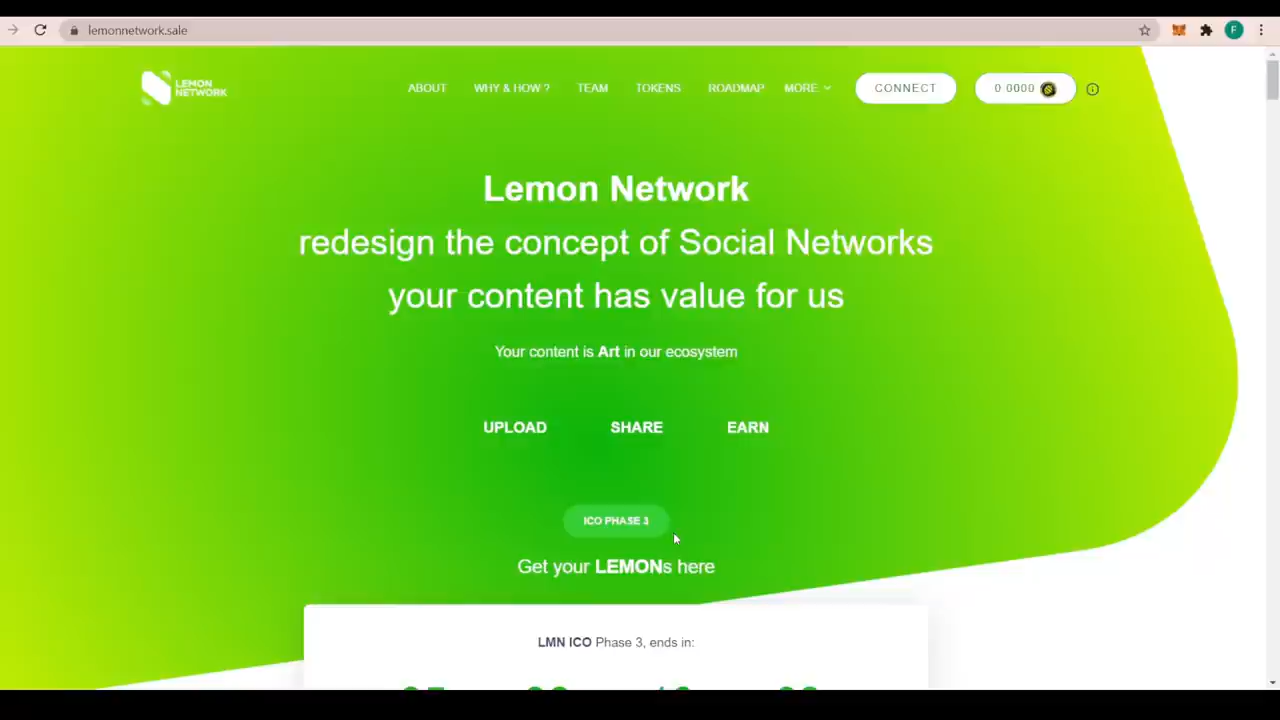 lemonnetwork.sale
F
LEMON
NETWORK
ABOUT
WHY & HOW ?
TEAM
TOKENS
ROADMAP
MORE
CONNECT
0 0000
Lemon Network
redesign the concept of Social Networks
your content has value for us
Your content is Art in our ecosystem
UPLOAD
SHARE
EARN
ICO PHASE 3
Get your LEMONs here
LMN ICO Phase 3, ends in: